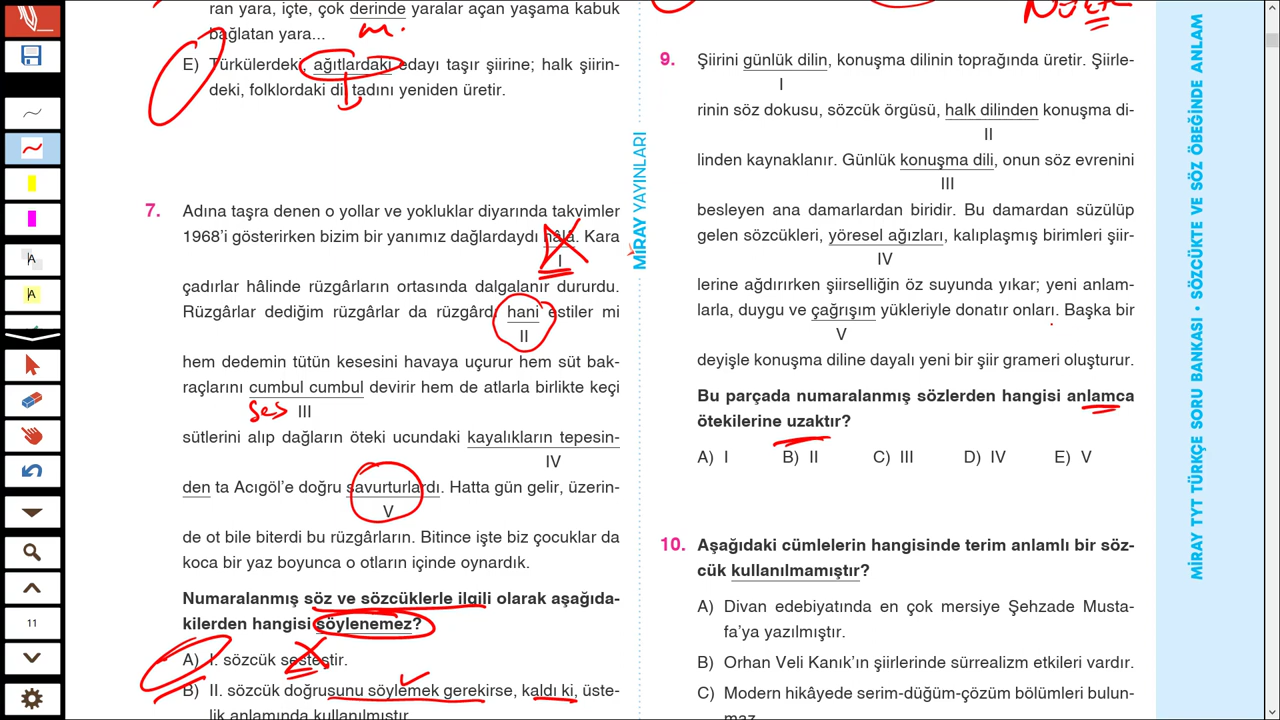 ran yara, içte, çok derinde yaralar açan yaşama kabuk
bağlatan yara...
m.
E) Türkülerdeki, ağıtlardaki edayı taşır şiirine; halk şiirin-
deki, folklordaki dil tadını yeniden üretir.
7. Adına taşra denen o yollar ve yokluklar diyarında takvimler
1968'i gösterirken bizim bir yanımız dağlardaydı hâlâ. Kara
I
çadırlar hâlinde rüzgârların ortasında dalgalanır dururdu.
Rüzgârlar dediğim rüzgârlar da rüzgârdı hani estiler mi
II
hem dedemin tütün kesesini havaya uçurur hem süt bak-
raçlarını cumbul cumbul devirir hem de atlarla birlikte keçi
ses III
sütlerini alıp dağların öteki ucundaki kayalıkların tepesin-
IV
den ta Acıgöl'e doğru savurturlardı. Hatta gün gelir, üzerin-
V
de ot bile biterdi bu rüzgârların. Bitince işte biz çocuklar da
koca bir yaz boyunca o otların içinde oynardık.
Numaralanmış söz ve sözcüklerle ilgili olarak aşağıda-
kilerden hangisi söylenemez?
A) I. sözcük sesteştir.
B) II. sözcük doğrusunu söylemek gerekirse, kaldı ki, üste-
lik anlamında kullanılmıştır.
MİRAY YAYINLARI
9. Şiirini günlük dilin, konuşma dilinin toprağında üretir. Şiirle-
I
rinin söz dokusu, sözcük örgüsü, halk dilinden konuşma di-
II
linden kaynaklanır. Günlük konuşma dili, onun söz evrenini
III
besleyen ana damarlardan biridir. Bu damardan süzülüp
gelen sözcükleri, yöresel ağızları, kalıplaşmış birimleri şiir-
IV
lerine ağdırırken şiirselliğin öz suyunda yıkar; yeni anlam-
larla, duygu ve çağrışım yükleriyle donatır onları. Başka bir
V
deyişle konuşma diline dayalı yeni bir şiir grameri oluşturur.
Bu parçada numaralanmış sözlerden hangisi anlamca
ötekilerine uzaktır?
A) I B) II C) III D) IV E) V
10. Aşağıdaki cümlelerin hangisinde terim anlamlı bir söz-
cük kullanılmamıştır?
A) Divan edebiyatında en çok mersiye Şehzade Musta-
fa'ya yazılmıştır.
B) Orhan Veli Kanık'ın şiirlerinde sürrealizm etkileri vardır.
C) Modern hikâyede serim-düğüm-çözüm bölümleri bulun-
maz.
MİRAY TYT TÜRKÇE SORU BANKASI • SÖZCÜKTE VE SÖZ ÖBEĞİNDE ANLAM
11